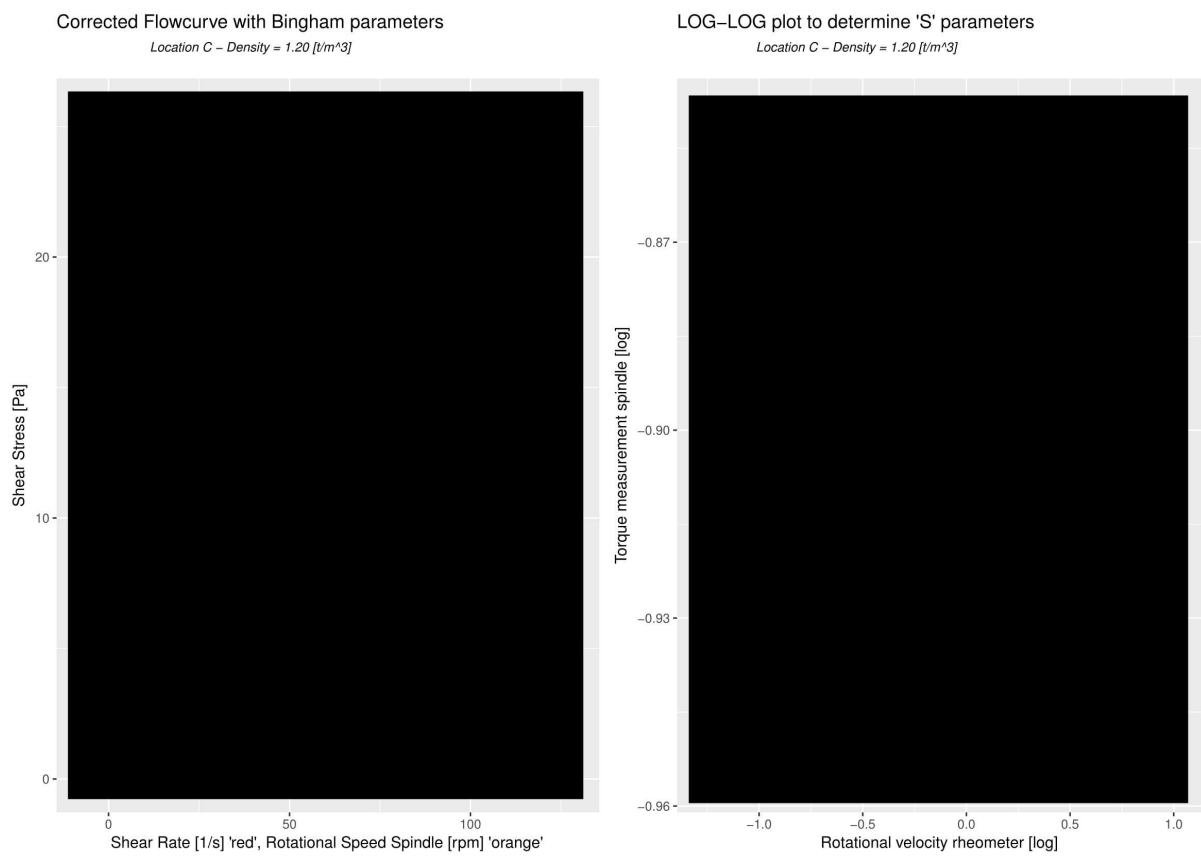 Corrected Flowcurve with Bingham parameters
Location C − Density = 1.20 [t/m^3]
20
10
0
Shear Stress [Pa]
0 50 100
Shear Rate [1/s] 'red', Rotational Speed Spindle [rpm] 'orange'
LOG−LOG plot to determine 'S' parameters
Location C − Density = 1.20 [t/m^3]
−0.87
−0.90
−0.93
−0.96
Torque measurement spindle [log]
−1.0 −0.5 0.0 0.5 1.0
Rotational velocity rheometer [log]